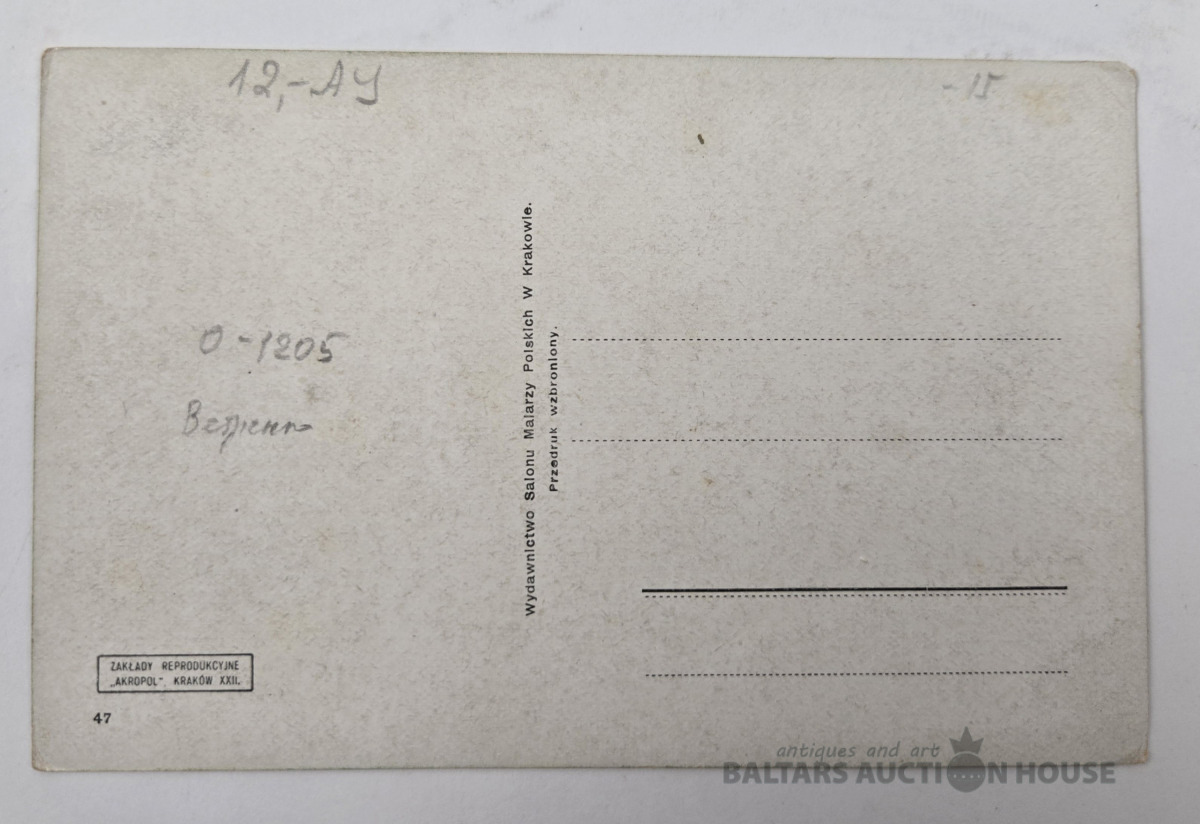 12,- AY
- 15
Wydawnictwo Salonu Malarzy Polskich W Krakowie.
Przedruk wzbroniony.
O - 1205
ZAKŁADY REPRODUKCYJNE
„AKROPOL" KRAKÓW XXII.
47
antiques and art
BALTARS AUCTION HOUSE